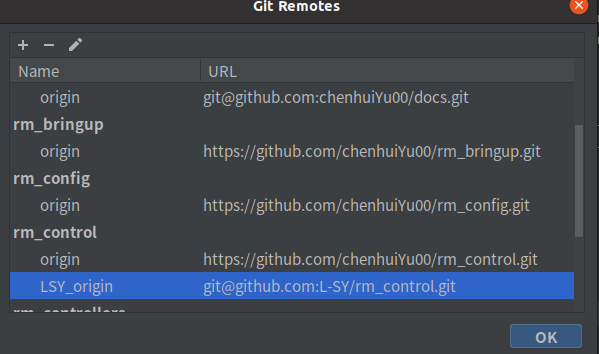 Git Remotes
Name URL
origin git@github.com:chenhuiYu00/docs.git
rm_bringup
origin https://github.com/chenhuiYu00/rm_bringup.git
rm_config
origin https://github.com/chenhuiYu00/rm_config.git
rm_control
origin https://github.com/chenhuiYu00/rm_control.git
LSY_origin git@github.com:L-SY/rm_control.git
rm_controllers
OK